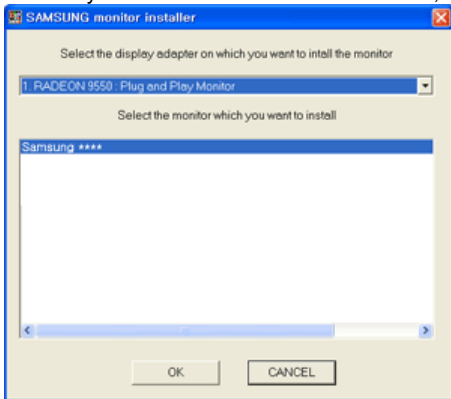 SAMSUNG monitor installer
Select the display adapter on which you want to intall the monitor
1. RADEON 9550 : Plug and Play Monitor
Select the monitor which you want to install
Samsung ****
OK
CANCEL